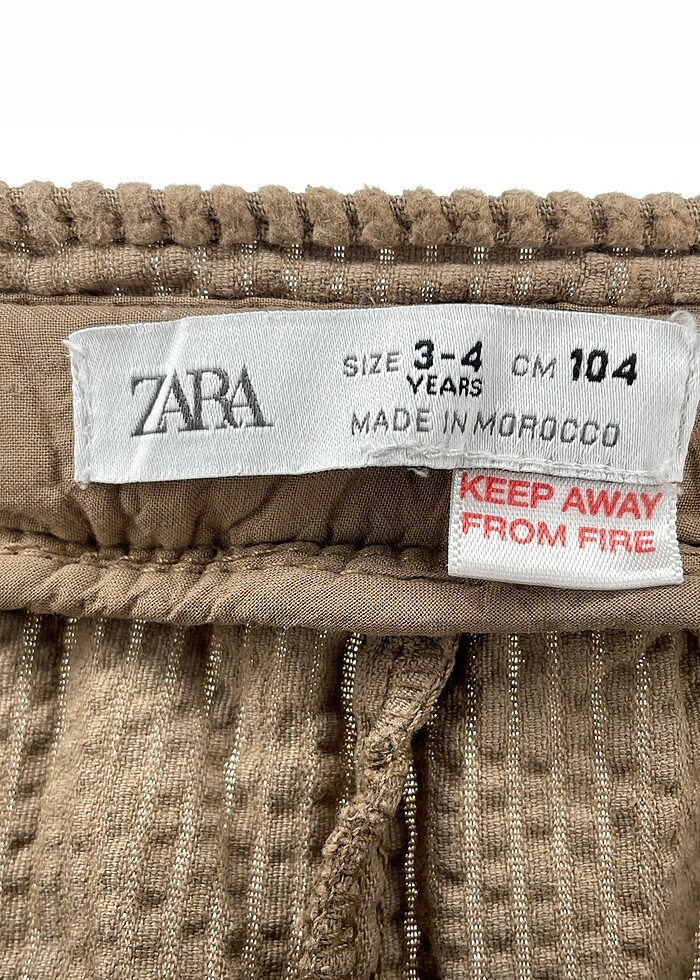 ZARA
SIZE 3-4 CM 104
YEARS
MADE IN MOROCCO
KEEP AWAY
FROM FIRE